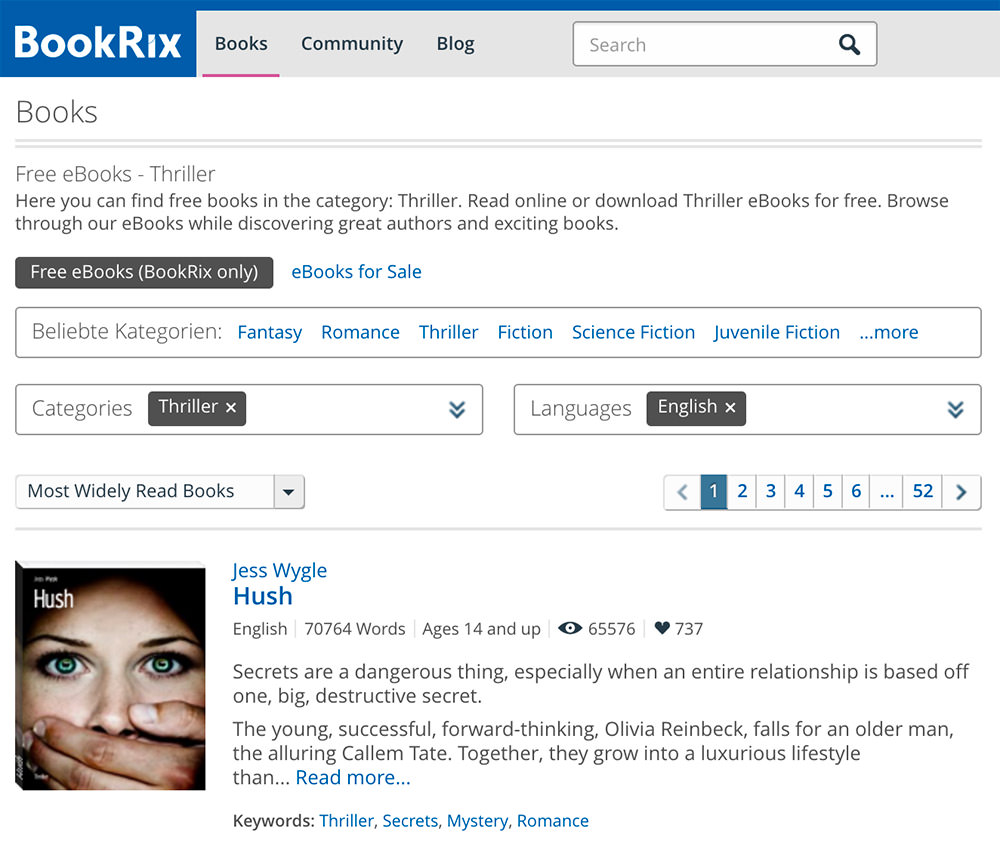 BookRix
Books Community Blog Search
Books
Free eBooks - Thriller
Here you can find free books in the category: Thriller. Read online or download Thriller eBooks for free. Browse
through our eBooks while discovering great authors and exciting books.
Free eBooks (BookRix only) eBooks for Sale
Beliebte Kategorien: Fantasy Romance Thriller Fiction Science Fiction Juvenile Fiction ...more
Categories Thriller × Languages English ×
Most Widely Read Books 1 2 3 4 5 6 ... 52
Hush
Jess Wygle
Hush
English 70764 Words Ages 14 and up 65576 737
Secrets are a dangerous thing, especially when an entire relationship is based off
one, big, destructive secret.
The young, successful, forward-thinking, Olivia Reinbeck, falls for an older man,
the alluring Callem Tate. Together, they grow into a luxurious lifestyle
than... Read more...
Keywords: Thriller, Secrets, Mystery, Romance